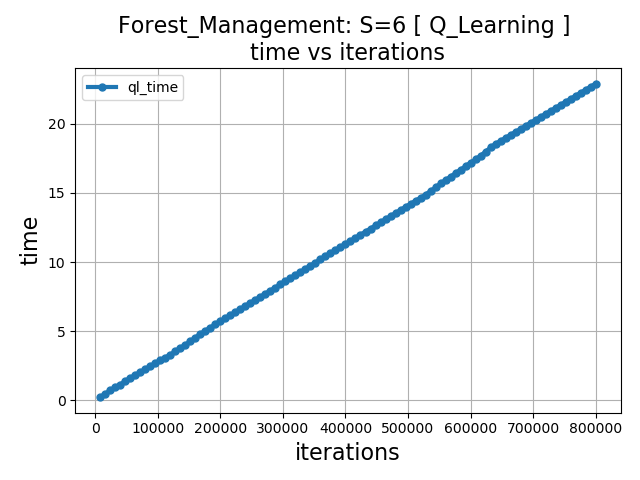 Forest_Management: S=6 [ Q_Learning ]
time vs iterations
ql_time
20
15
10
5
0
time
0 100000 200000 300000 400000 500000 600000 700000 800000
iterations